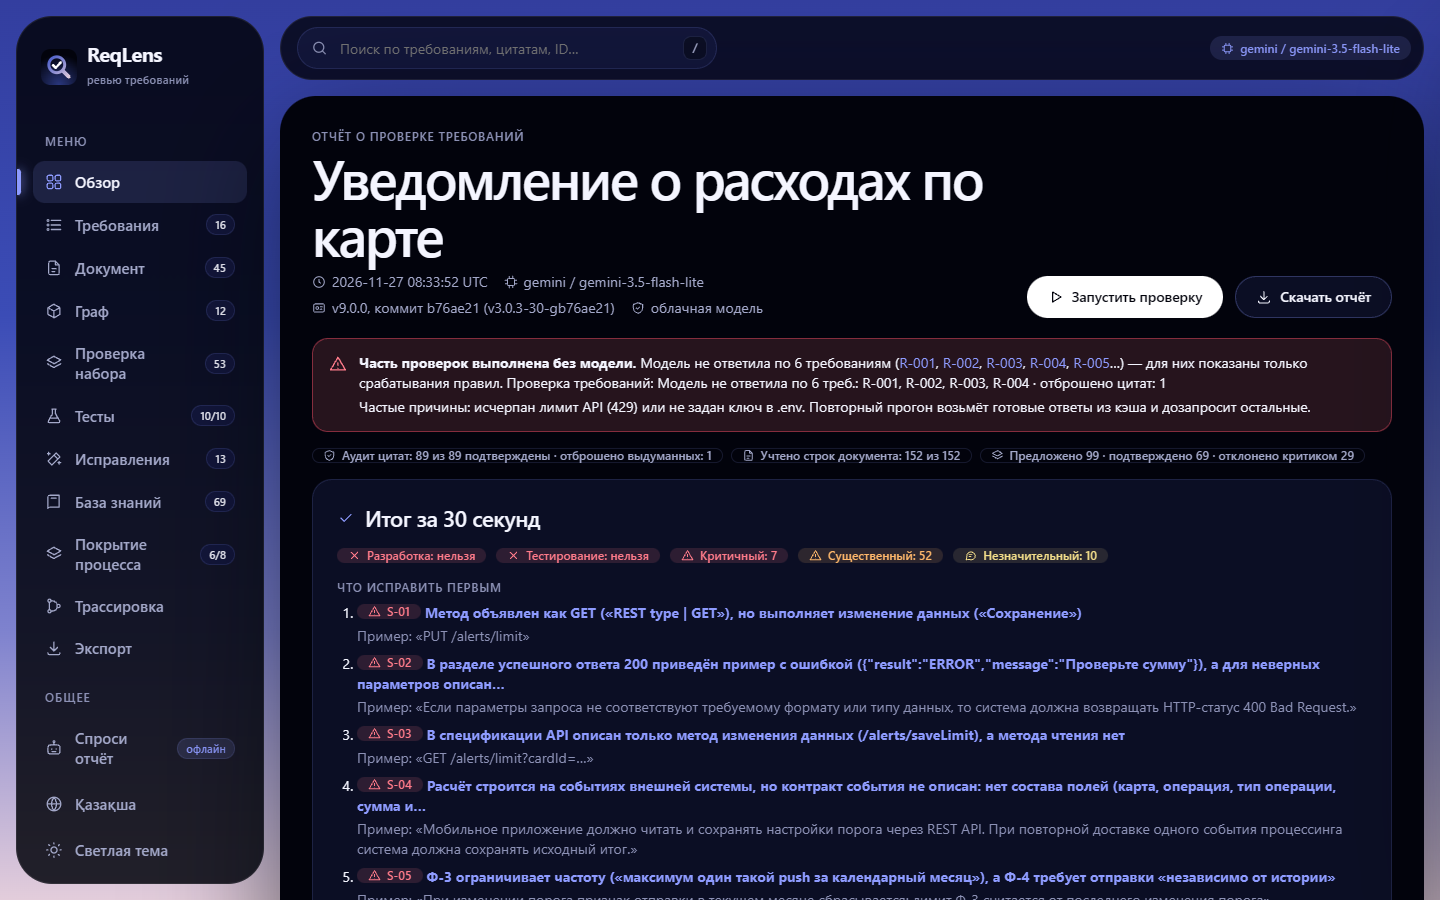 ReqLens
ревью требований
МЕНЮ
Обзор
Требования 16
Документ 45
Граф 12
Проверка
набора 53
Тесты 10/10
Исправления 13
База знаний 69
Покрытие
процесса 6/8
Трассировка
Экспорт
ОБЩЕЕ
Спроси
отчёт офлайн
Қазақша
Светлая тема
Поиск по требованиям, цитатам, ID... /
gemini / gemini-3.5-flash-lite
ОТЧЁТ О ПРОВЕРКЕ ТРЕБОВАНИЙ
Уведомление о расходах по
карте
2026-11-27 08:33:52 UTC gemini / gemini-3.5-flash-lite
v9.0.0, коммит b76ae21 (v3.0.3-30-gb76ae21) облачная модель
Запустить проверку Скачать отчёт
Часть проверок выполнена без модели. Модель не ответила по 6 требованиям (R-001, R-002, R-003, R-004, R-005...) — для них показаны только
срабатывания правил. Проверка требований: Модель не ответила по 6 треб.: R-001, R-002, R-003, R-004 · отброшено цитат: 1
Частые причины: исчерпан лимит API (429) или не задан ключ в .env. Повторный прогон возьмёт готовые ответы из кэша и дозапросит остальные.
Аудит цитат: 89 из 89 подтверждены · отброшено выдуманных: 1 Учтено строк документа: 152 из 152 Предложено 99 · подтверждено 69 · отклонено критиком 29
Итог за 30 секунд
Разработка: нельзя Тестирование: нельзя Критичный: 7 Существенный: 52 Незначительный: 10
ЧТО ИСПРАВИТЬ ПЕРВЫМ
1. S-01 Метод объявлен как GET («REST type | GET»), но выполняет изменение данных («Сохранение»)
Пример: «PUT /alerts/limit»
2. S-02 В разделе успешного ответа 200 приведён пример с ошибкой ({"result":"ERROR","message":"Проверьте сумму"}), а для неверных
параметров описан...
Пример: «Если параметры запроса не соответствуют требуемому формату или типу данных, то система должна возвращать HTTP-статус 400 Bad Request.»
3. S-03 В спецификации API описан только метод изменения данных (/alerts/saveLimit), а метода чтения нет
Пример: «GET /alerts/limit?cardId=...»
4. S-04 Расчёт строится на событиях внешней системы, но контракт события не описан: нет состава полей (карта, операция, тип операции,
сумма и...
Пример: «Мобильное приложение должно читать и сохранять настройки порога через REST API. При повторной доставке одного события процессинга
система должна сохранять исходный итог.»
5. S-05 Ф-3 ограничивает частоту («максимум один такой push за календарный месяц»), а Ф-4 требует отправки «независимо от истории»
Пример: «При изменении порога признак отправки в текущем месяце сбрасывается; лимит Ф-3 считается от последнего изменения порога»